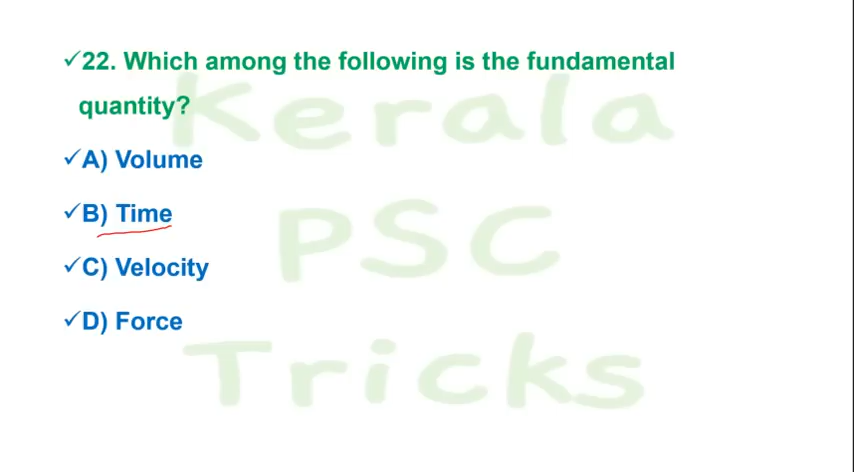 ✓22. Which among the following is the fundamental
quantity?
✓A) Volume
✓B) Time
✓C) Velocity
✓D) Force
Kerala
PSC
Tricks